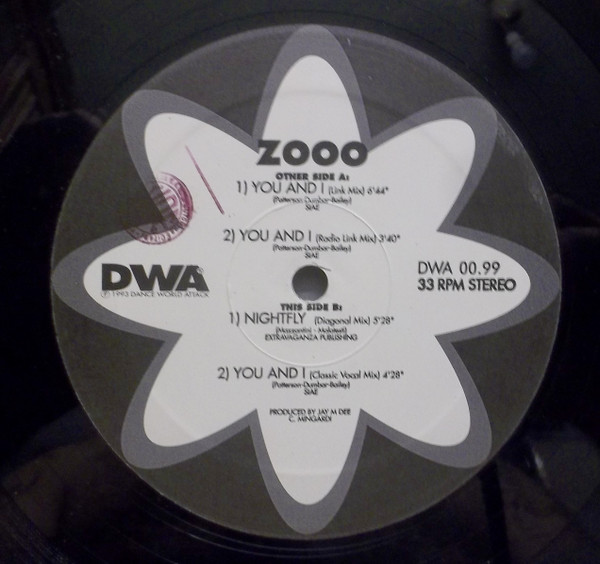 ZOOO
OTHER SIDE A:
1) YOU AND I (Link Mix) 6'44"
(Patterson-Dumbar-Bailey)
SIAE
2) YOU AND I (Radio Link Mix) 3'40"
(Patterson-Dumbar-Bailey)
SIAE
DWA
℗ 1993 DANCE WORLD ATTACK
DWA 00.99
33 RPM STEREO
THIS SIDE B:
1) NIGHTFLY (Diagonal Mix) 5'28"
EXTRAVAGANZA PUBLISHING
2) YOU AND I (Classic Vocal Mix) 4'28"
(Patterson-Dumbar-Bailey)
SIAE
PRODUCED BY JAY M DEE
C. MINGARDI